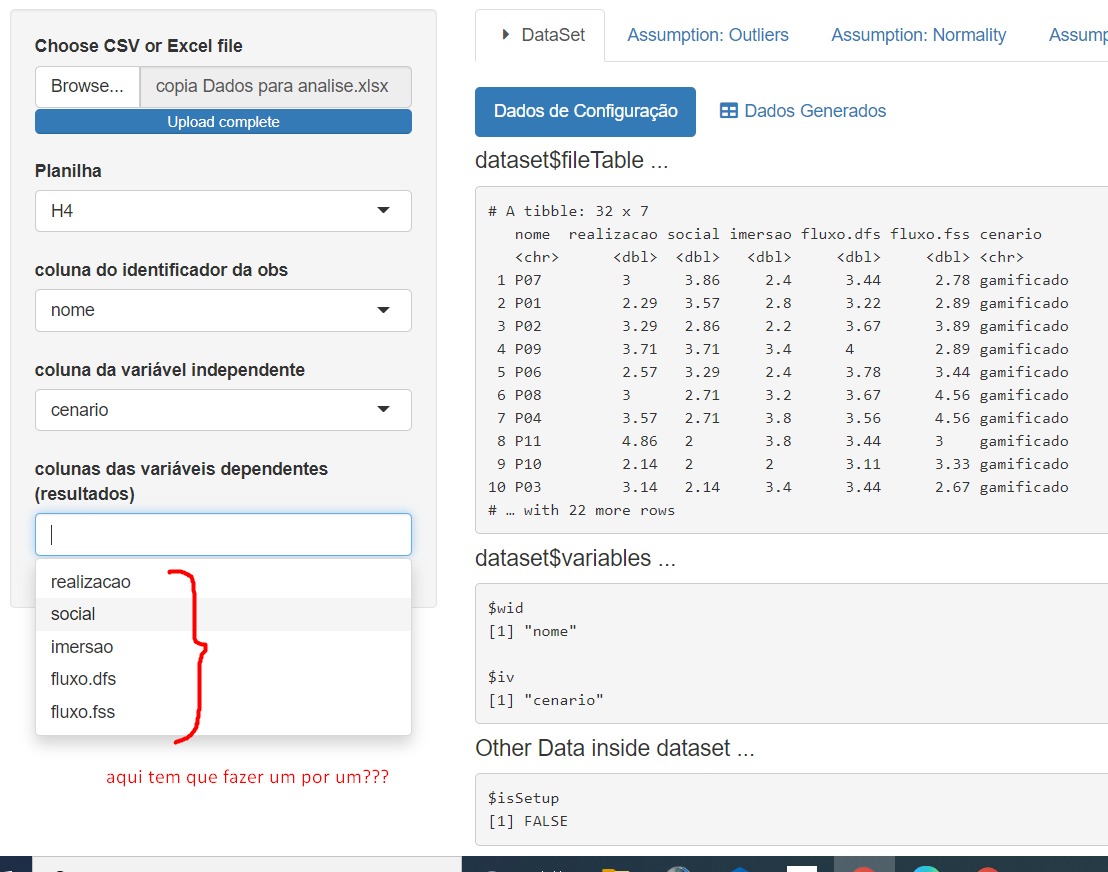 Choose CSV or Excel file
Browse... copia Dados para analise.xlsx
Upload complete
Planilha
H4
coluna do identificador da obs
nome
coluna da variável independente
cenario
colunas das variáveis dependentes
(resultados)
realizacao
social
imersao
fluxo.dfs
fluxo.fss
aqui tem que fazer um por um???
DataSet Assumption: Outliers Assumption: Normality Assump
Dados de Configuração Dados Generados
dataset$fileTable ...
# A tibble: 32 x 7
nome realizacao social imersao fluxo.dfs fluxo.fss cenario
<chr> <dbl> <dbl> <dbl> <dbl> <dbl> <chr>
1 P07 3 3.86 2.4 3.44 2.78 gamificado
2 P01 2.29 3.57 2.8 3.22 2.89 gamificado
3 P02 3.29 2.86 2.2 3.67 3.89 gamificado
4 P09 3.71 3.71 3.4 4 2.89 gamificado
5 P06 2.57 3.29 2.4 3.78 3.44 gamificado
6 P08 3 2.71 3.2 3.67 4.56 gamificado
7 P04 3.57 2.71 3.8 3.56 4.56 gamificado
8 P11 4.86 2 3.8 3.44 3 gamificado
9 P10 2.14 2 2 3.11 3.33 gamificado
10 P03 3.14 2.14 3.4 3.44 2.67 gamificado
# … with 22 more rows
dataset$variables ...
$wid
[1] "nome"
$iv
[1] "cenario"
Other Data inside dataset ...
$isSetup
[1] FALSE